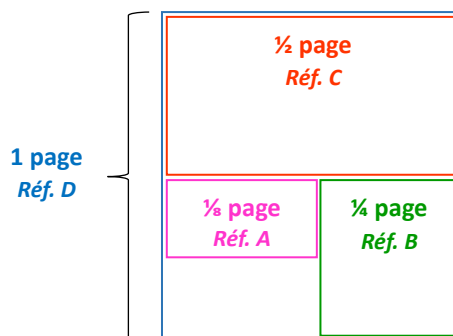 ½ page
Réf. C
1 page
Réf. D
⅛ page
Réf. A
¼ page
Réf. B